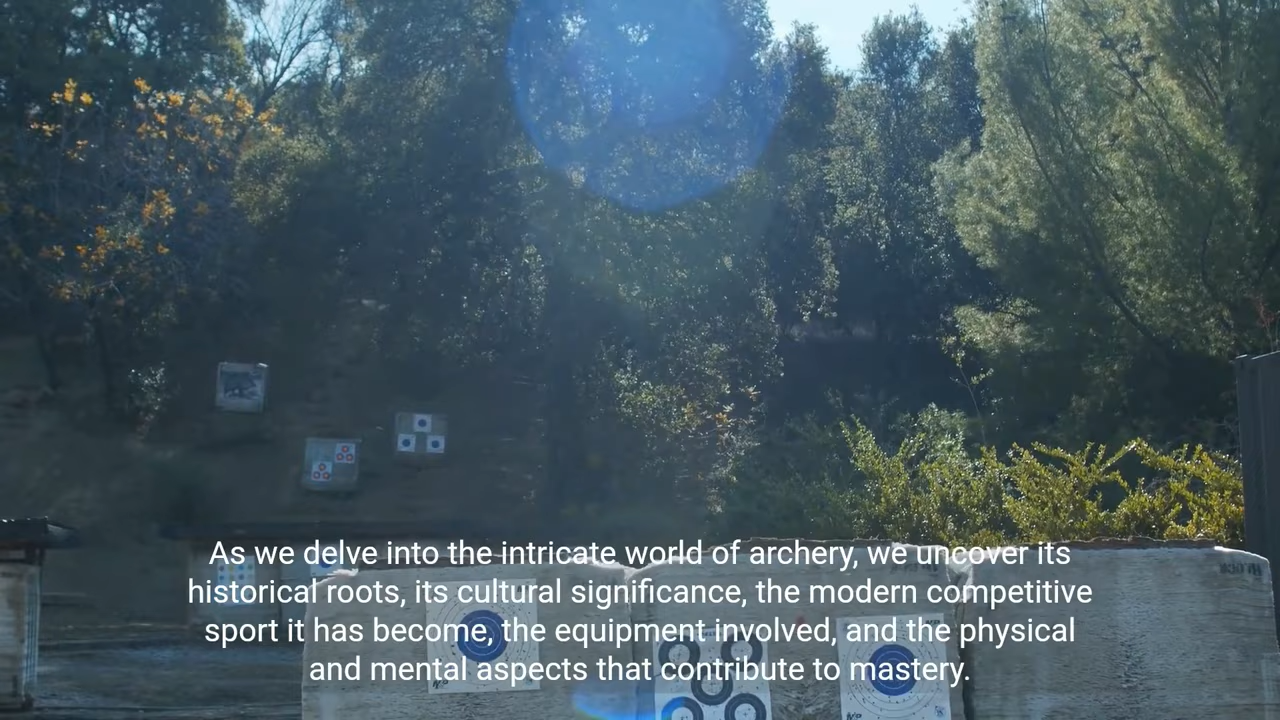 As we delve into the intricate world of archery, we uncover its
historical roots, its cultural significance, the modern competitive
sport it has become, the equipment involved, and the physical
and mental aspects that contribute to mastery.